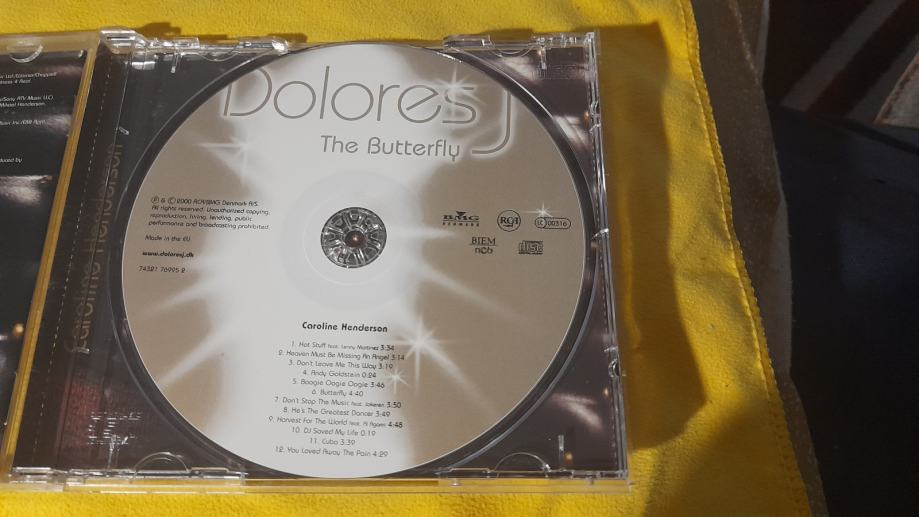 Dolores J
The Butterfly
℗ & © 2000 RCA/BMG Denmark A/S.
All rights reserved. Unauthorized copying,
reproduction, hiring, lending, public
performance and broadcasting prohibited.
Made in the EU
www.doloresj.dk
74321 76995 2
BMG
DENMARK
RCA
LC 00316
BIEM
ncb
Caroline Henderson
1. Hot Stuff feat. Lenny Martinez 3:34
2. Heaven Must Be Missing An Angel 3:14
3. Don't Leave Me This Way 3:19
4. Andy Goldstein 0:24
5. Boogie Oogie Oogie 3:46
6. Butterfly 4:40
7. Don't Stop The Music feat. Jokeren 3:50
8. He's The Greatest Dancer 3:49
9. Harvest For The World feat. Al Agami 4:48
10. DJ Saved My Life 0:19
11. Cuba 3:39
12. You Loved Away The Pain 4:29
Caroline Henderson